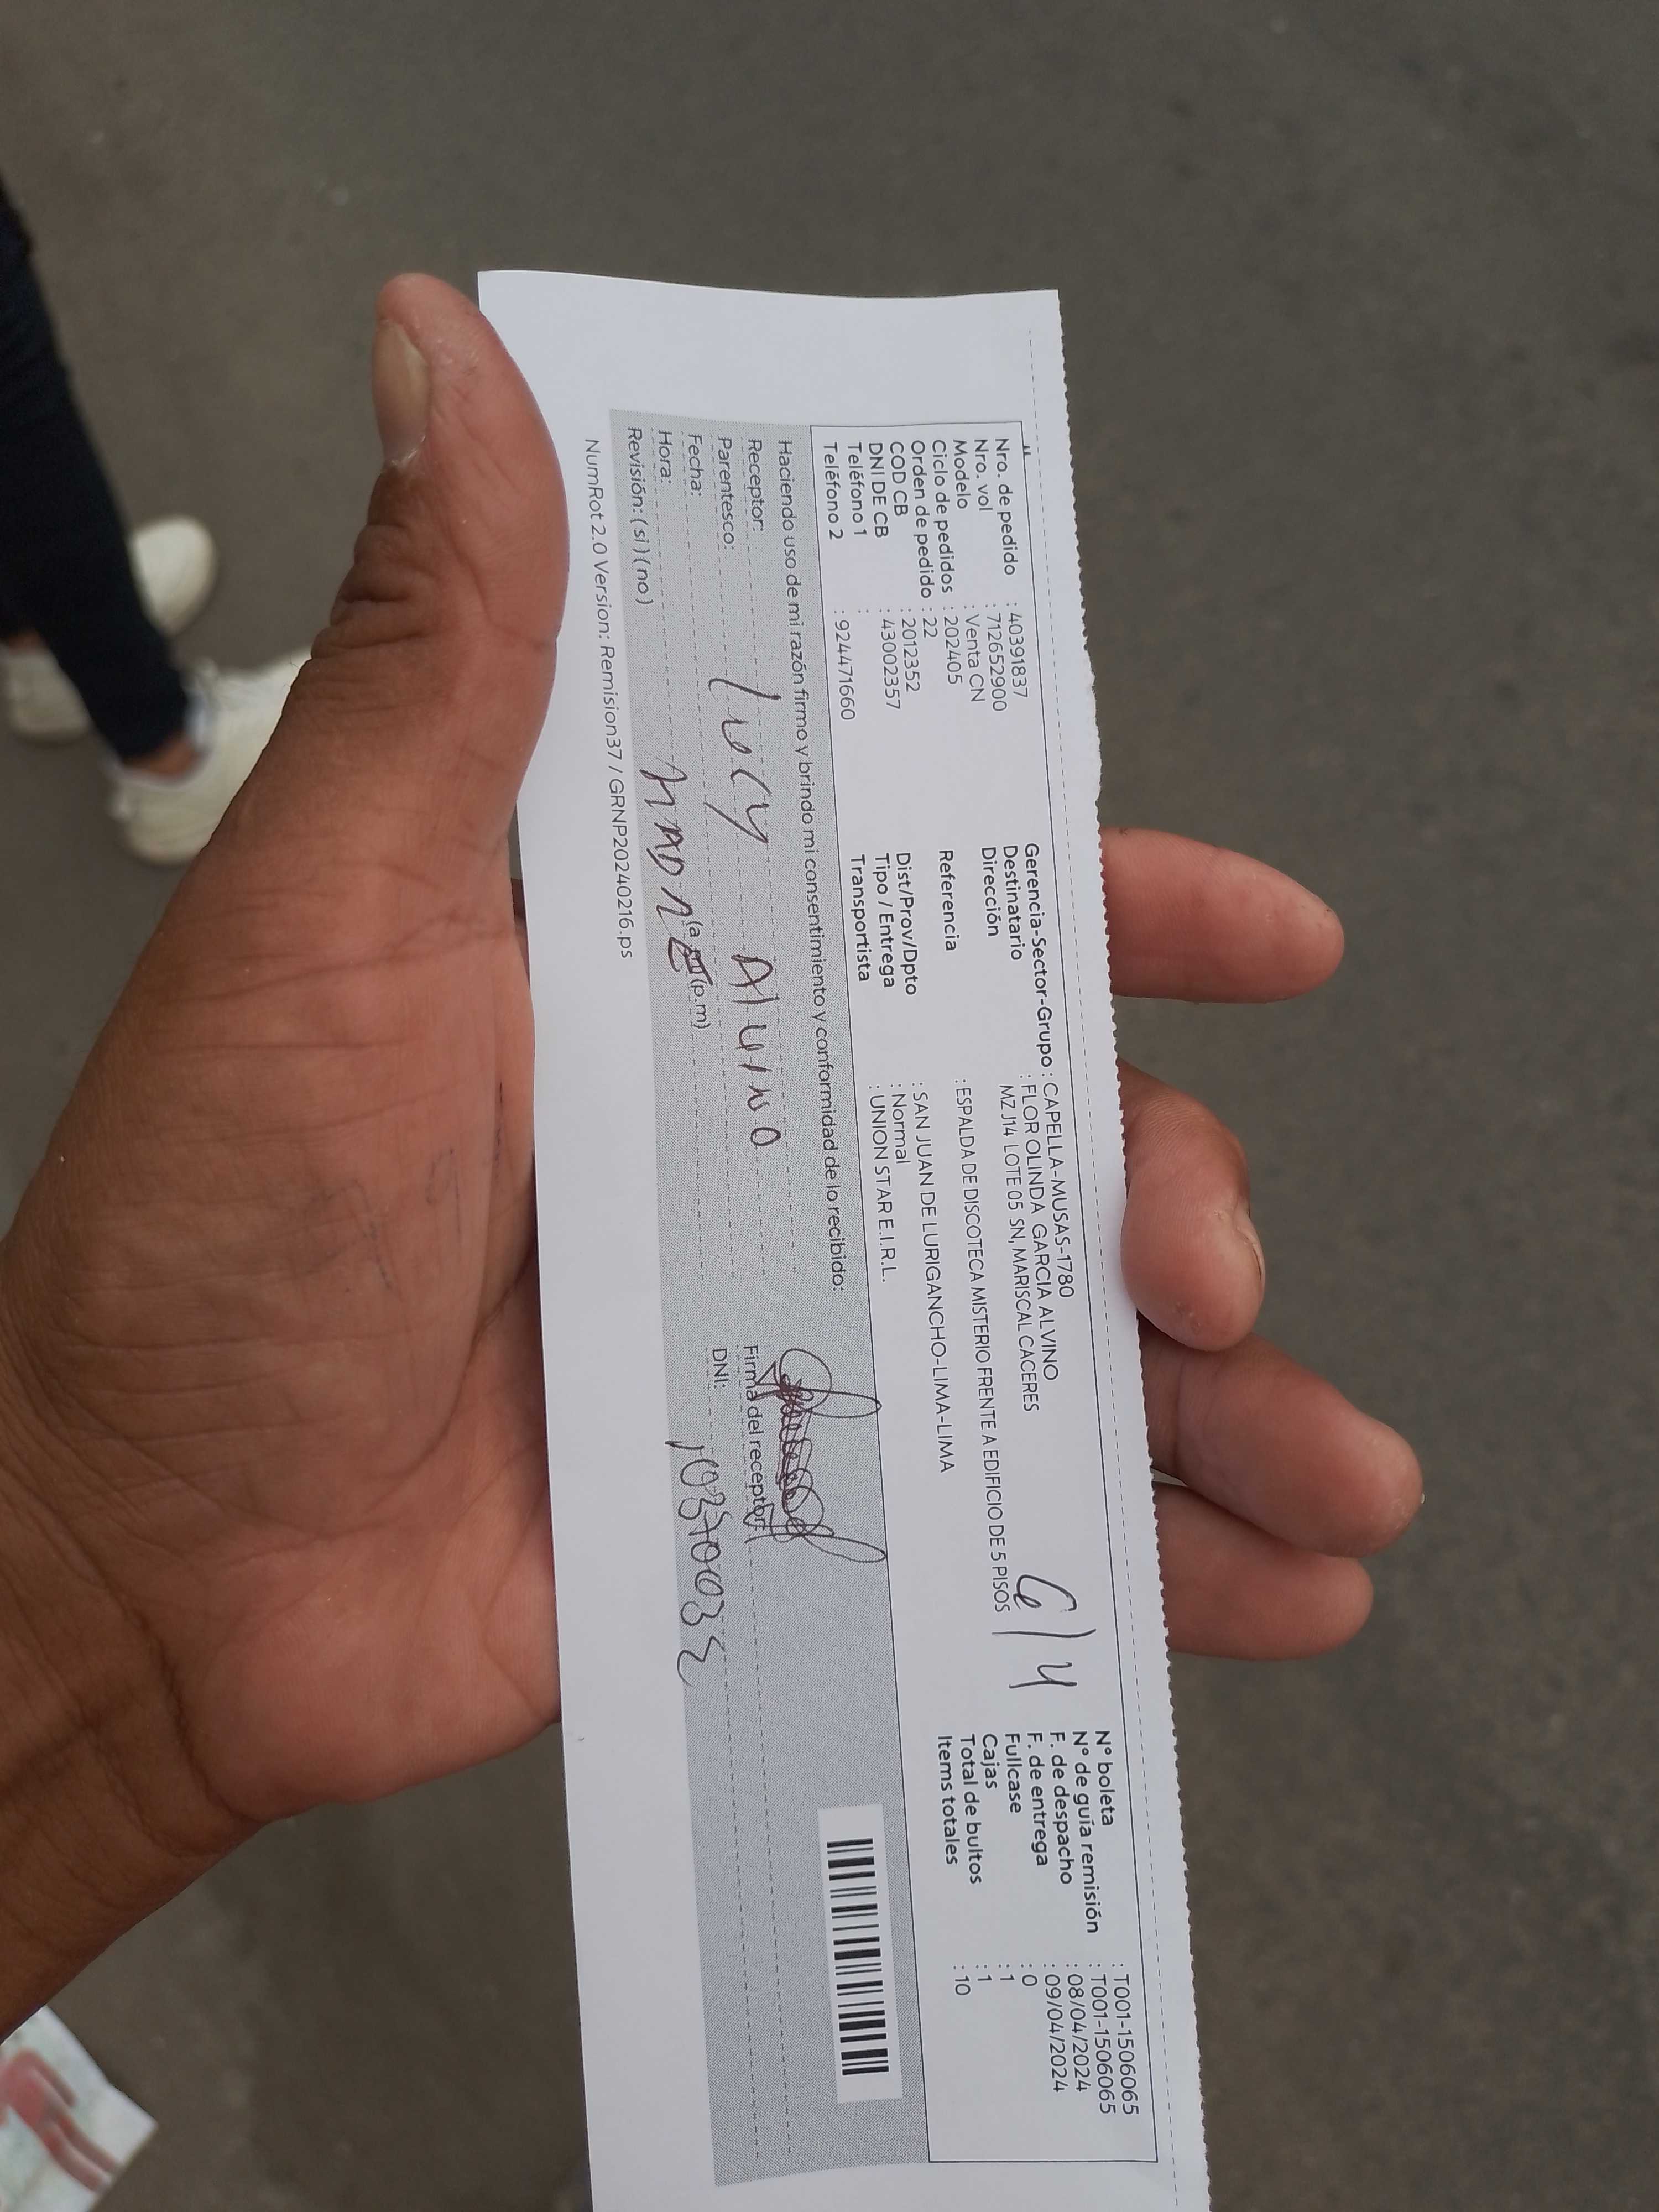 Nro. de pedido : 40391837
Nro. vol : 712652900
Modelo : Venta CN
Ciclo de pedidos : 202405
Orden de pedido : 22
COD CB : 2012352
DNI DE CB : 43002357
Teléfono 1 :
Teléfono 2 : 924471660
Gerencia-Sector-Grupo : CAPELLA-MUSAS-1780
Destinatario : FLOR OLINDA GARCIA ALVINO
Dirección : MZ J14 LOTE 05 SN, MARISCAL CACERES
Referencia : ESPALDA DE DISCOTECA MISTERIO FRENTE A EDIFICIO DE 5 PISOS
Dist/Prov/Dpto : SAN JUAN DE LURIGANCHO-LIMA-LIMA
Tipo / Entrega : Normal
Transportista : UNION STAR E.I.R.L.
N° boleta : T001-1506065
N° de guía remisión : T001-1506065
F. de despacho : 08/04/2024
F. de entrega : 09/04/2024
Fullcase : 0
Cajas : 1
Total de bultos : 1
Items totales : 10
Haciendo uso de mi razón firmo y brindo mi consentimiento y conformidad de lo recibido:
Receptor: Lucy Alvino
Parentesco:
Fecha:
Hora: (p.m)
Revisión: (si) (no)
Firma del receptor:
DNI:
NumRot 2.0 Version: Remision37 / GRNP20240216.ps